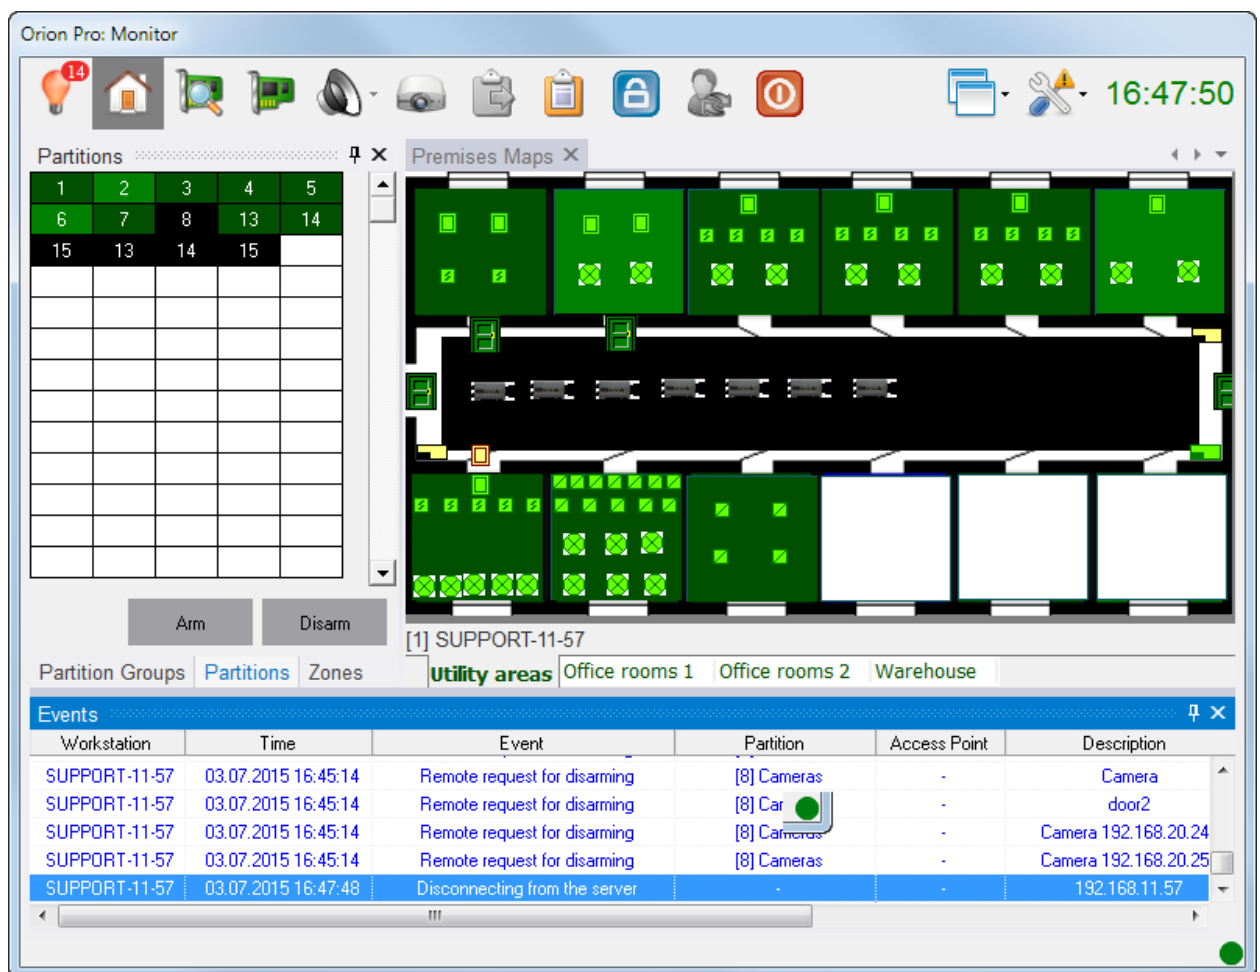 Orion Pro: Monitor
14
16:47:50
Partitions
Premises Maps
1 2 3 4 5
6 7 8 13 14
15 13 14 15
Arm Disarm
[1] SUPPORT-11-57
Partition Groups Partitions Zones
Utility areas Office rooms 1 Office rooms 2 Warehouse
Events
Workstation Time Event Partition Access Point Description
SUPPORT-11-57 03.07.2015 16:45:14 Remote request for disarming [8] Cameras - Camera
SUPPORT-11-57 03.07.2015 16:45:14 Remote request for disarming [8] - door2
SUPPORT-11-57 03.07.2015 16:45:14 Remote request for disarming [8] Cameras - Camera 192.168.20.24
SUPPORT-11-57 03.07.2015 16:45:14 Remote request for disarming [8] Cameras - Camera 192.168.20.25
SUPPORT-11-57 03.07.2015 16:47:48 Disconnecting from the server - - 192.168.11.57